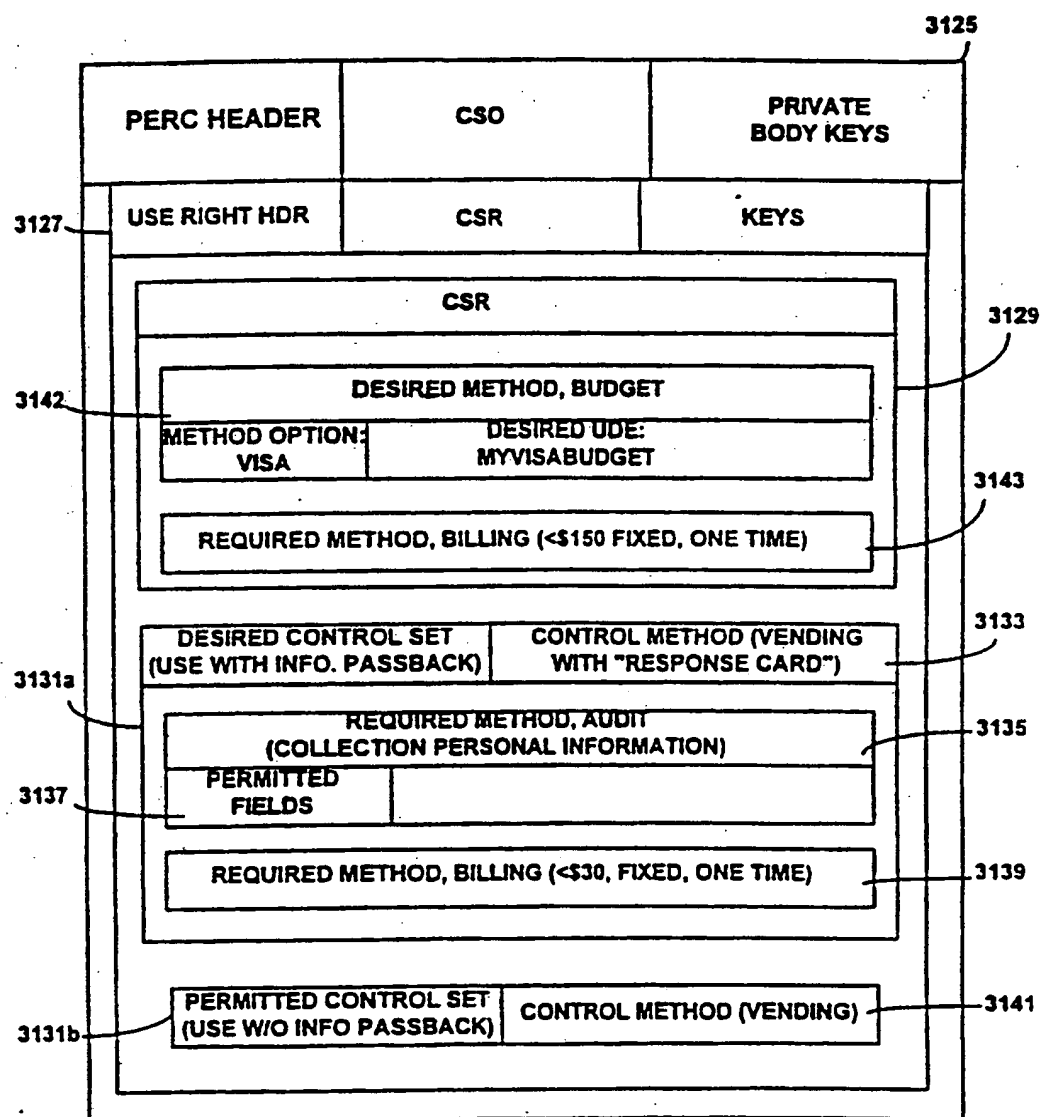 3125
PERC HEADER
CSO
PRIVATE
BODY KEYS
3127
USE RIGHT HDR
CSR
KEYS
CSR
3129
DESIRED METHOD, BUDGET
3142
METHOD OPTION:
VISA
DESIRED UDE:
MYVISABUDGET
3143
REQUIRED METHOD, BILLING (<$150 FIXED, ONE TIME)
DESIRED CONTROL SET
(USE WITH INFO. PASSBACK)
CONTROL METHOD (VENDING
WITH "RESPONSE CARD")
3133
3131a
REQUIRED METHOD, AUDIT
(COLLECTION PERSONAL INFORMATION)
3135
3137
PERMITTED
FIELDS
REQUIRED METHOD, BILLING (<$30, FIXED, ONE TIME)
3139
PERMITTED CONTROL SET
(USE W/O INFO PASSBACK)
CONTROL METHOD (VENDING)
3141
3131b